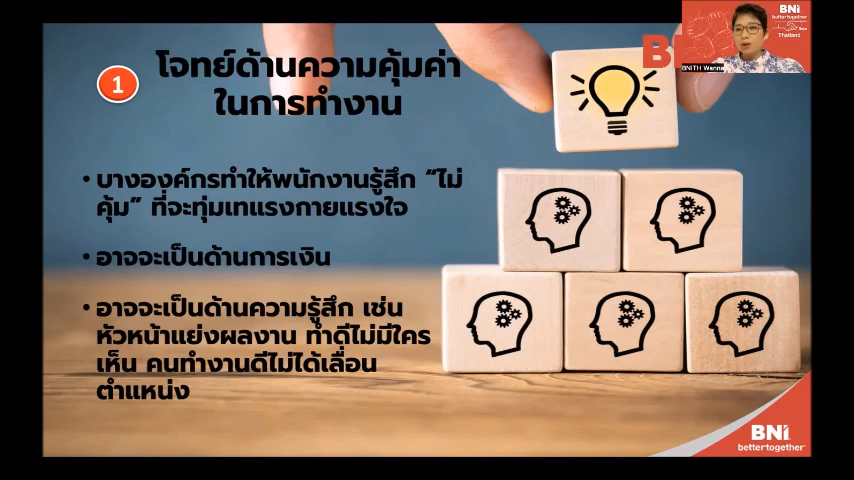 1
โจทย์ด้านความคุ้มค่า
ในการทำงาน
• บางองค์กรทำให้พนักงานรู้สึก “ไม่
คุ้ม” ที่จะทุ่มเทแรงกายแรงใจ
• อาจจะเป็นด้านการเงิน
• อาจจะเป็นด้านความรู้สึก เช่น
หัวหน้าแย่งผลงาน ทำดีไม่มีใคร
เห็น คนทำงานดีไม่ได้เลื่อน
ตำแหน่ง
BNI
bettertogether
Thailand
BNITH Wanna
BNI
bettertogether